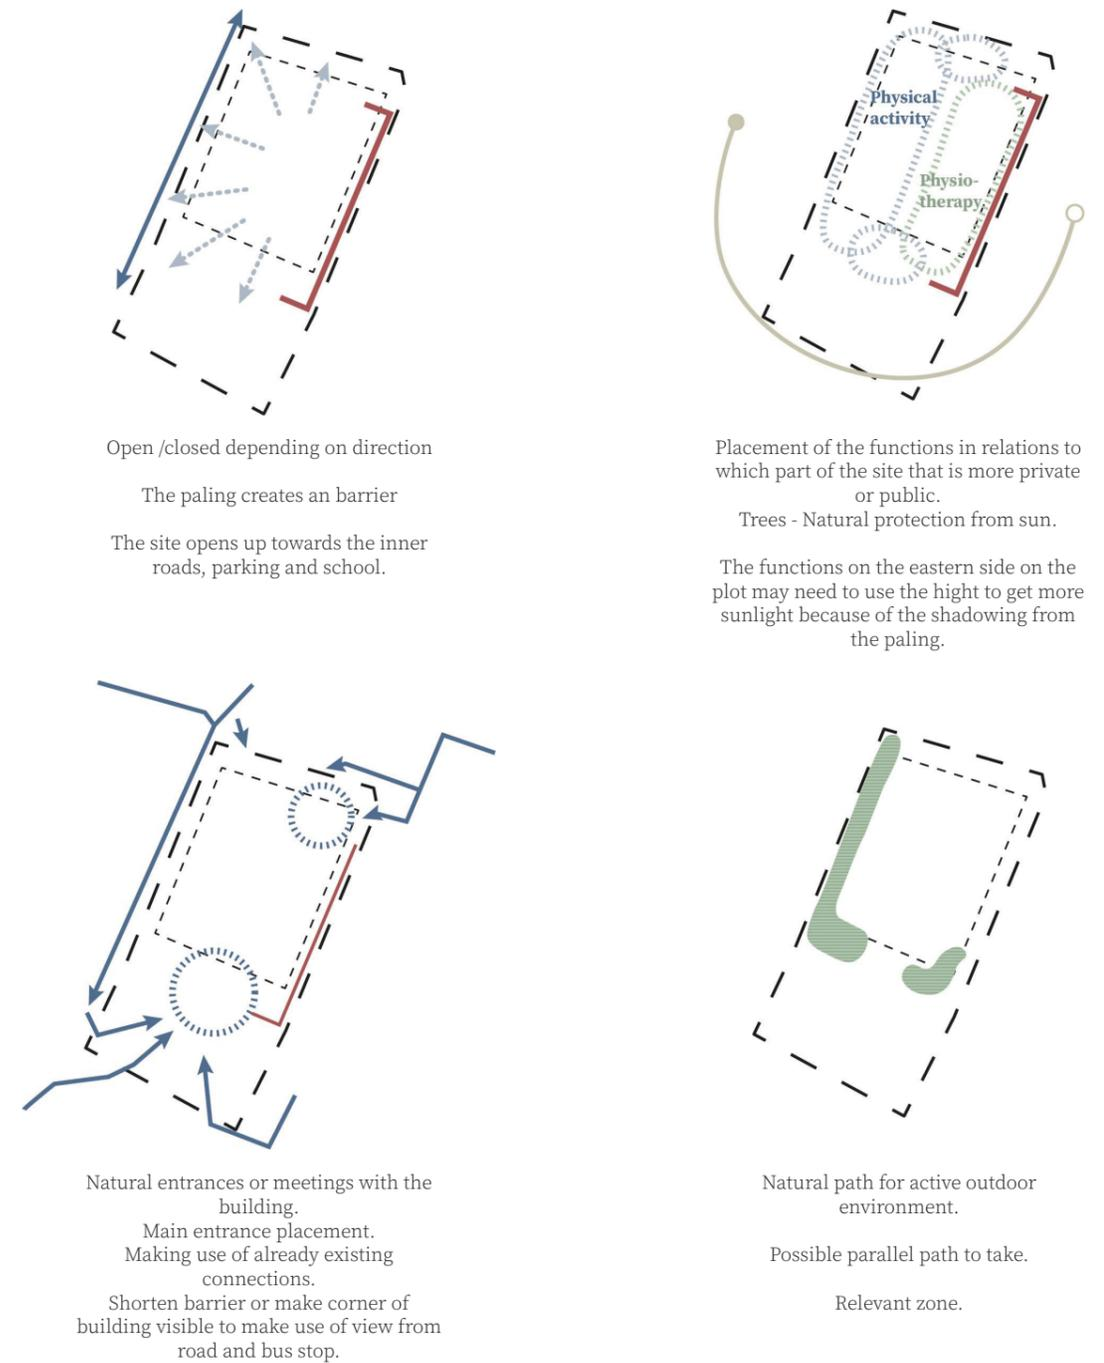 Physical
activity
Physio-
therapy
Open /closed depending on direction
The paling creates an barrier
The site opens up towards the inner
roads, parking and school.
Placement of the functions in relations to
which part of the site that is more private
or public.
Trees - Natural protection from sun.
The functions on the eastern side on the
plot may need to use the hight to get more
sunlight because of the shadowing from
the paling.
Natural entrances or meetings with the
building.
Main entrance placement.
Making use of already existing
connections.
Shorten barrier or make corner of
building visible to make use of view from
road and bus stop.
Natural path for active outdoor
environment.
Possible parallel path to take.
Relevant zone.